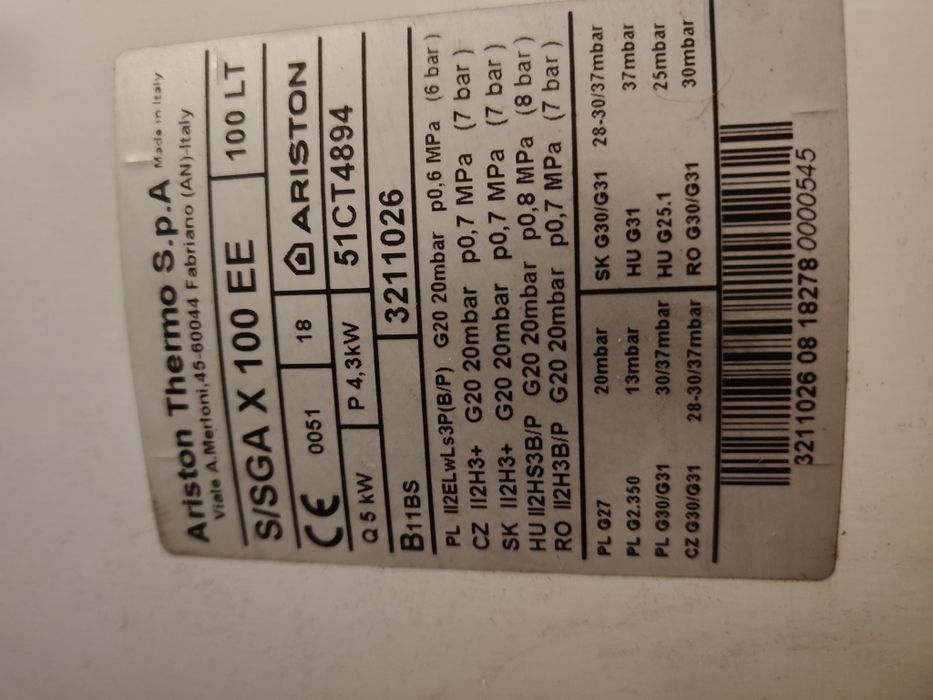 Ariston Thermo S.p.A Made in Italy
Viale A.Merloni,45-60044 Fabriano (AN)-Italy
S/SGA X 100 EE 100 LT
CE 0051 18 ARISTON
Q 5 kW P 4,3kW 51CT4894
B11BS 3211026
PL II2ELwLs3P(B/P) G20 20mbar p0,6 MPa (6 bar)
CZ II2H3+ G20 20mbar p0,7 MPa (7 bar)
SK II2H3+ G20 20mbar p0,7 MPa (7 bar)
HU II2HS3B/P G20 20mbar p0,8 MPa (8 bar)
RO II2H3B/P G20 20mbar p0,7 MPa (7 bar)
PL G27 20mbar SK G30/G31 28-30/37mbar
PL G2.350 13mbar HU G31 37mbar
PL G30/G31 30/37mbar HU G25.1 25mbar
CZ G30/G31 28-30/37mbar RO G30/G31 30mbar
3211026 08 18278 0000545